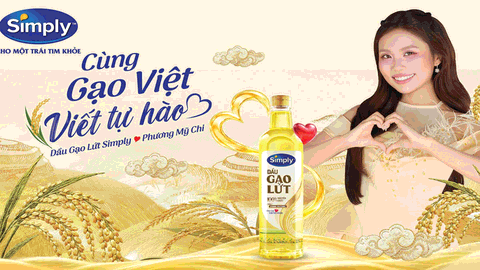 Simply
CHO MỘT TRÁI TIM KHỎE
Cùng
Gạo Việt
Viết tự hào
Dầu Gạo Lứt Simply Phương Mỹ Chi
Simply
DẦU
GẠO
LỨT